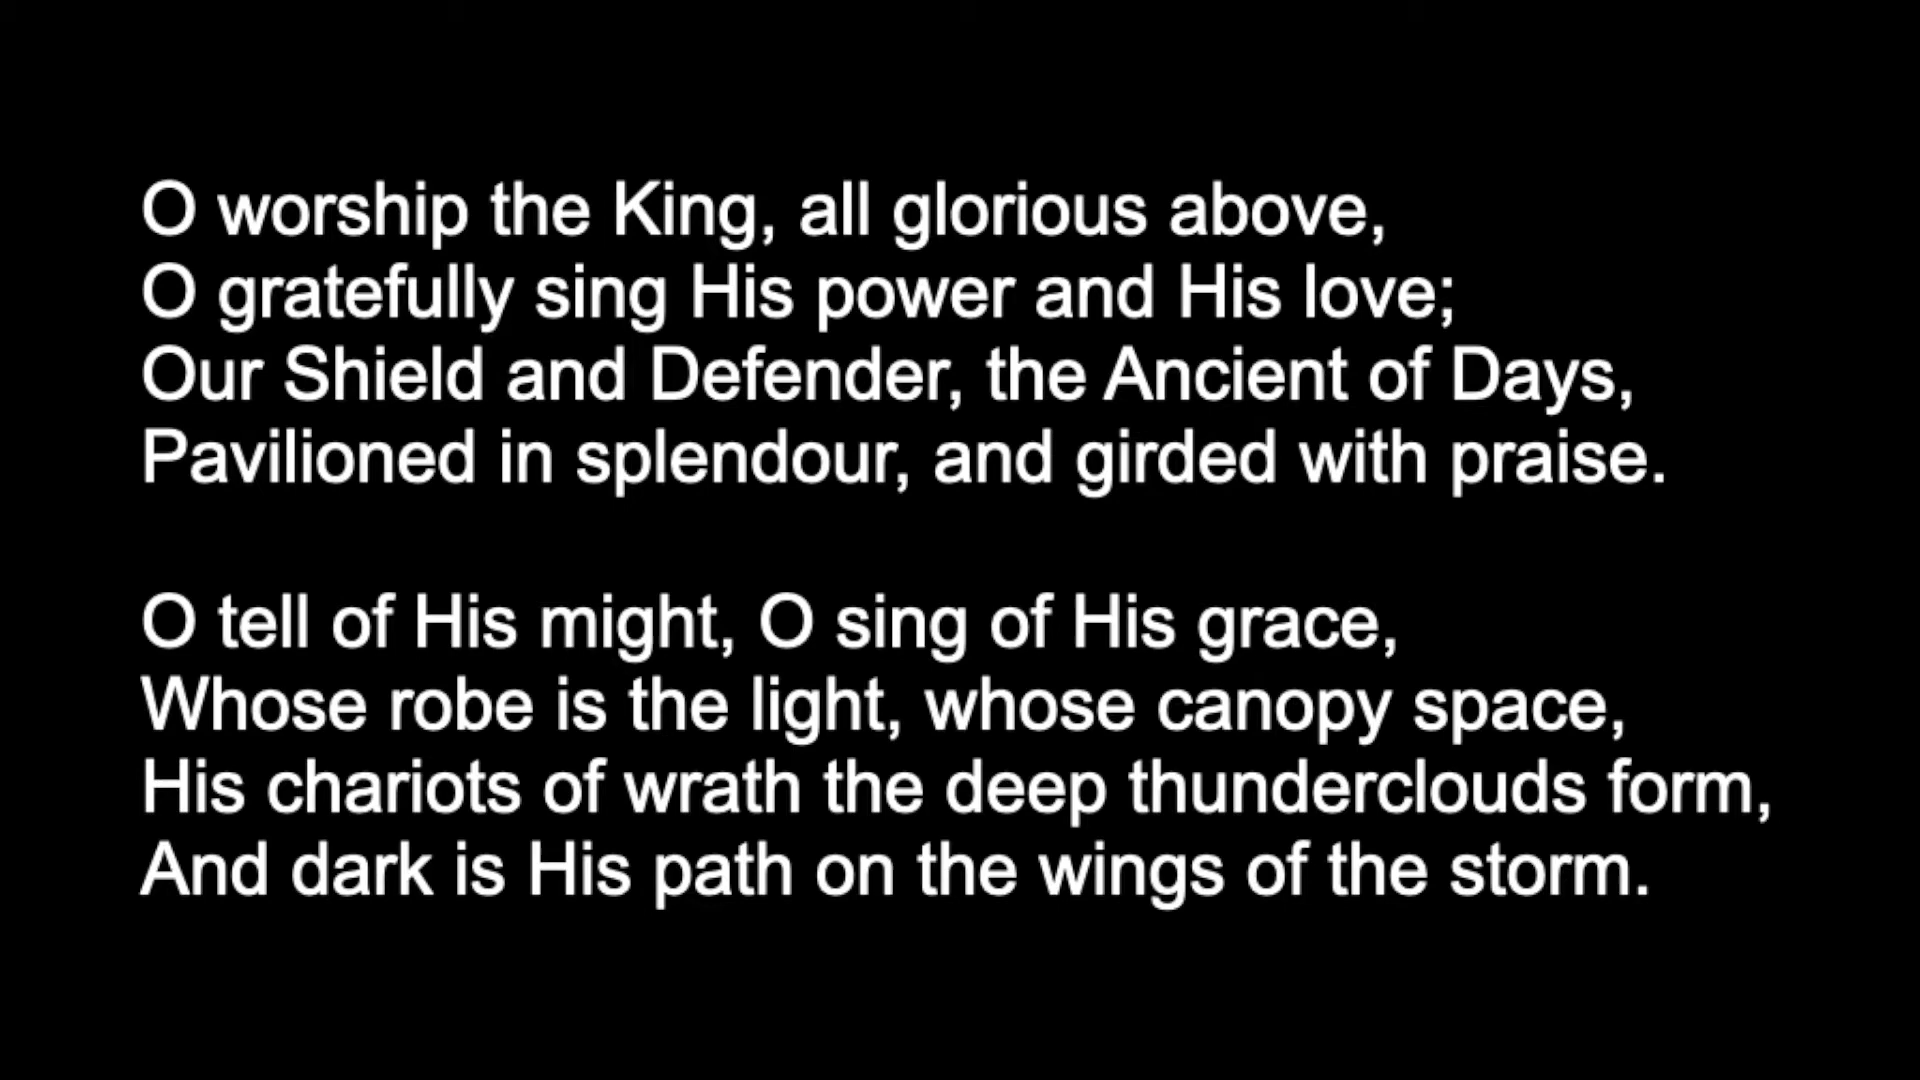 O worship the King, all glorious above,
O gratefully sing His power and His love;
Our Shield and Defender, the Ancient of Days,
Pavilioned in splendour, and girded with praise.

O tell of His might, O sing of His grace,
Whose robe is the light, whose canopy space,
His chariots of wrath the deep thunderclouds form,
And dark is His path on the wings of the storm.